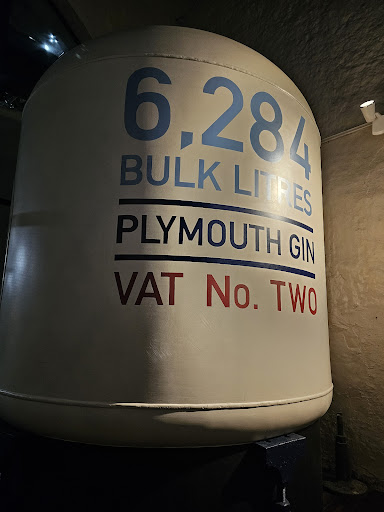 6,284
BULK LITRES
PLYMOUTH GIN
VAT No. TWO